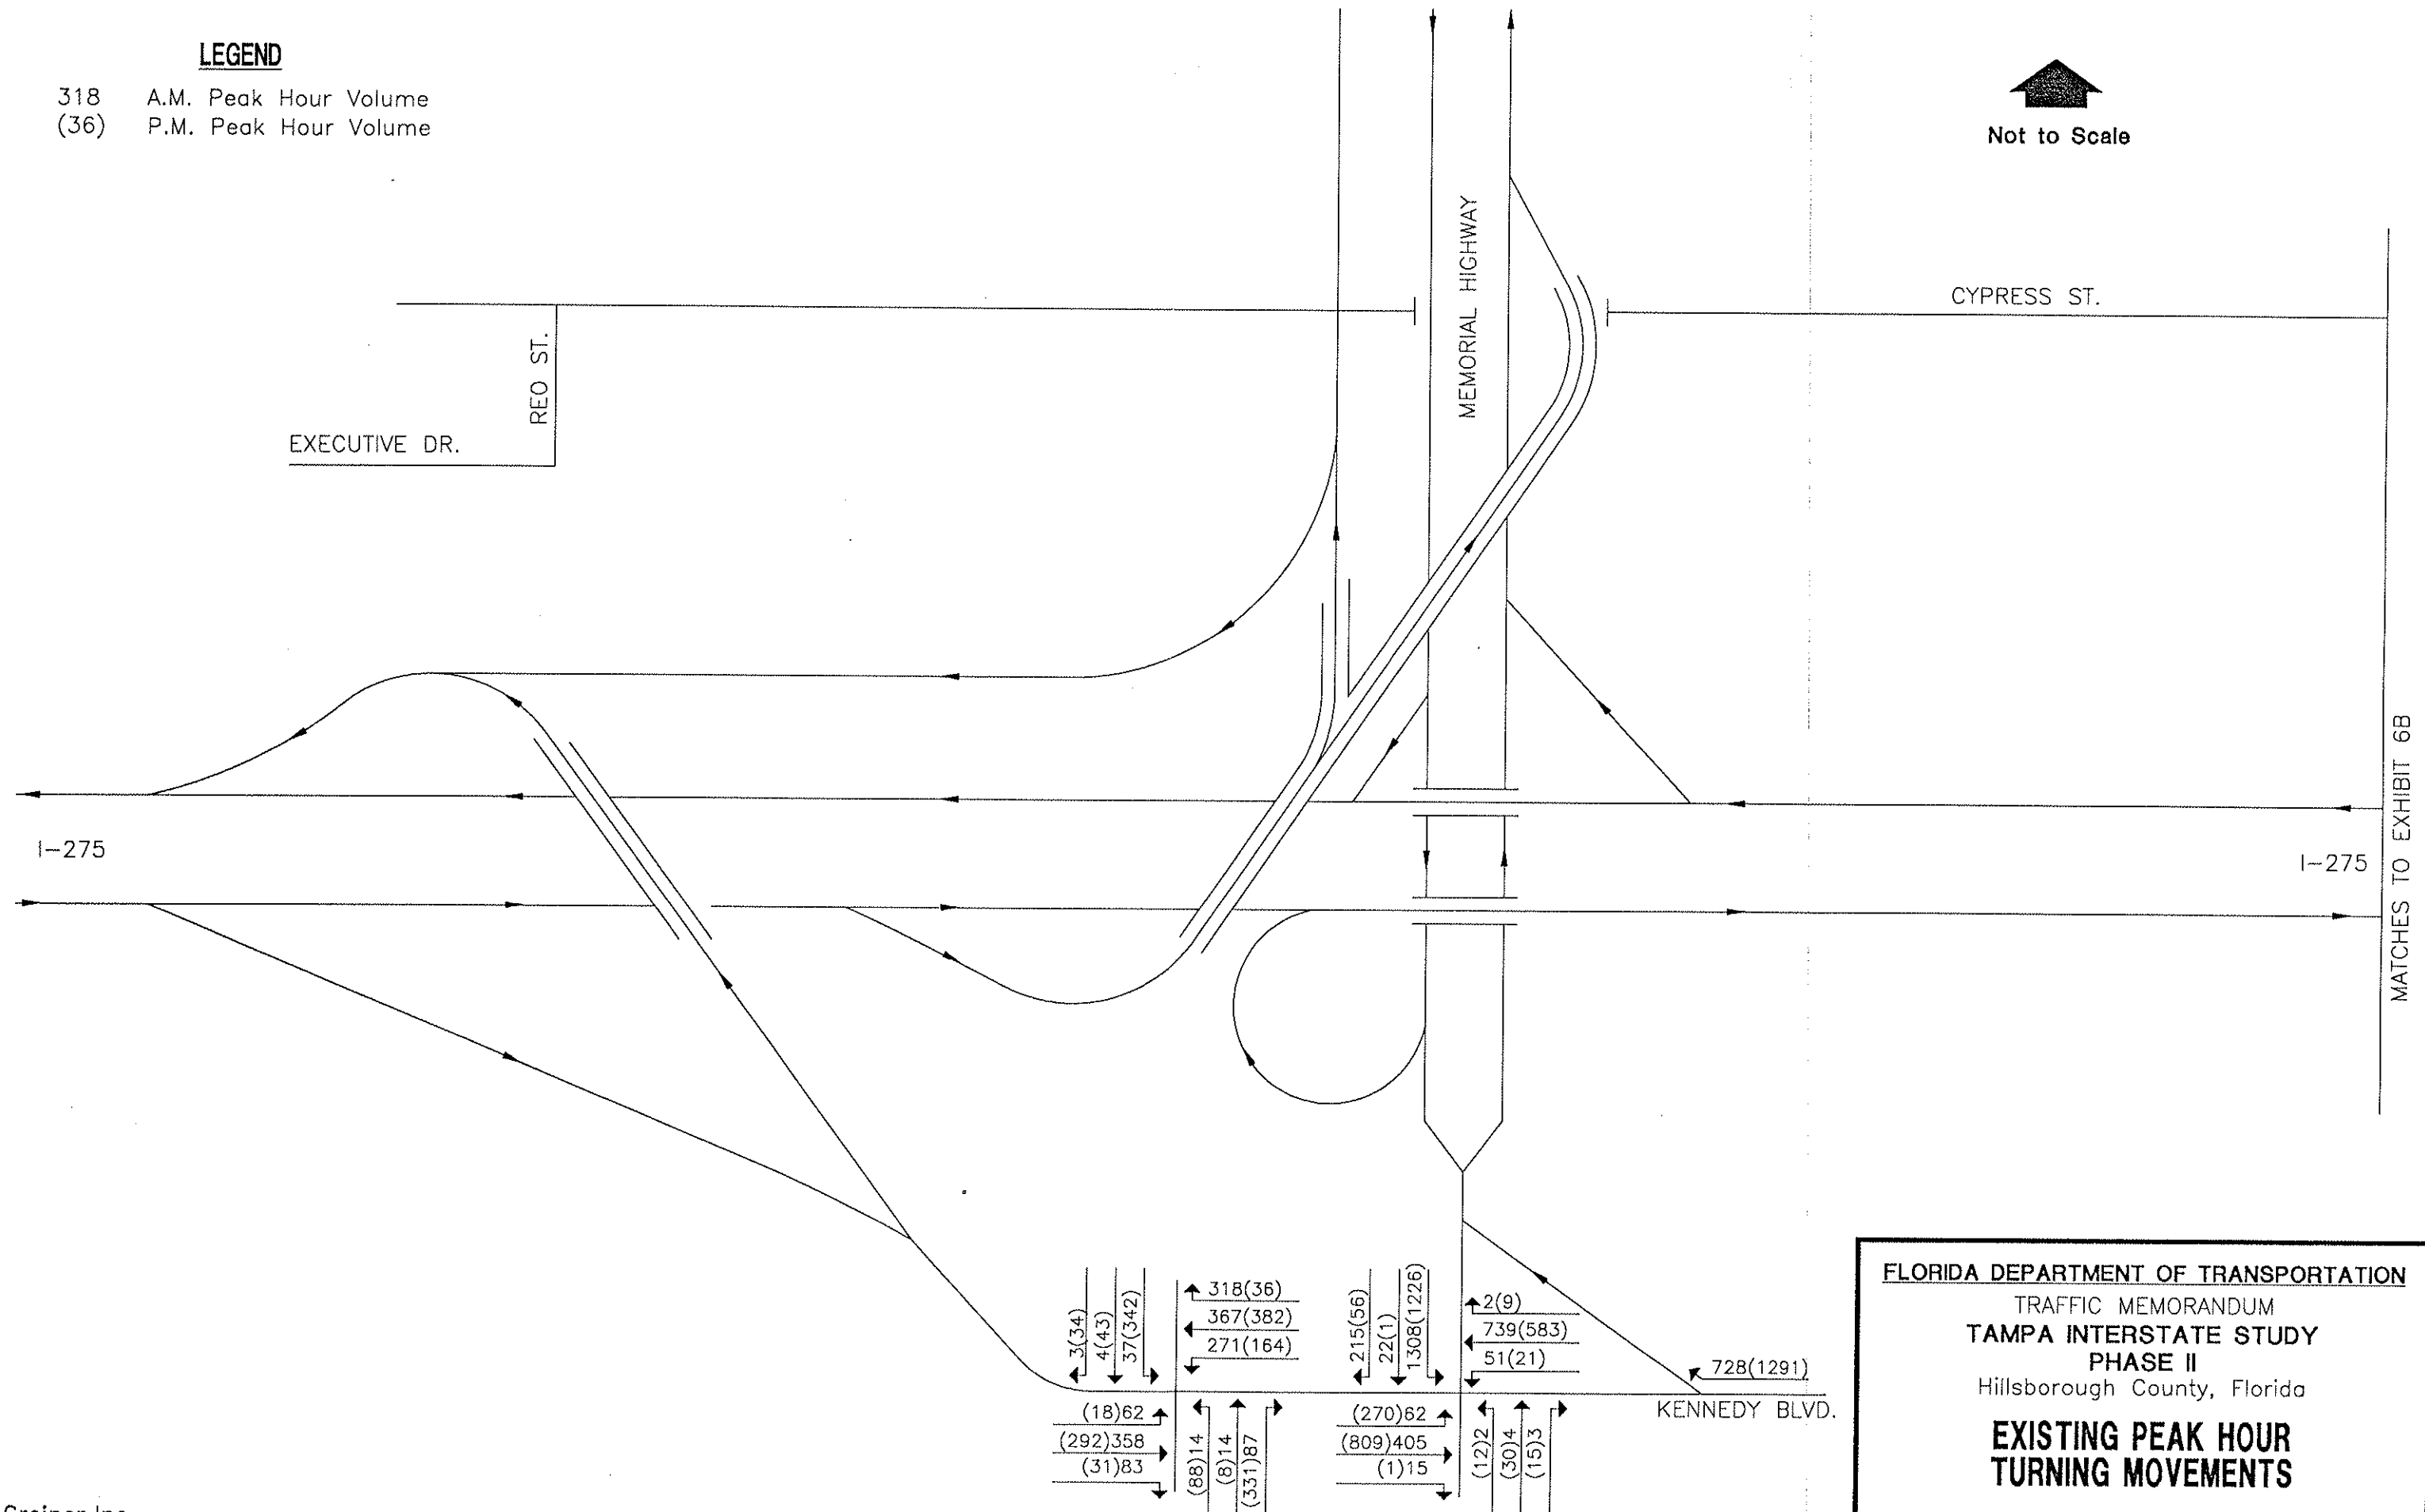 LEGEND
318 A.M. Peak Hour Volume
(36) P.M. Peak Hour Volume
Not to Scale
MEMORIAL HIGHWAY
CYPRESS ST.
REO ST.
EXECUTIVE DR.
I-275
I-275
MATCHES TO EXHIBIT 6B
3(34)
4(43)
37(342)
318(36)
367(382)
271(164)
215(56)
22(1)
1308(1226)
2(9)
739(583)
51(21)
728(1291)
KENNEDY BLVD.
(18)62
(292)358
(31)83
(88)14
(8)14
(331)87
(270)62
(809)405
(1)15
(12)2
(30)4
(15)3
FLORIDA DEPARTMENT OF TRANSPORTATION
TRAFFIC MEMORANDUM
TAMPA INTERSTATE STUDY
PHASE II
Hillsborough County, Florida
EXISTING PEAK HOUR
TURNING MOVEMENTS